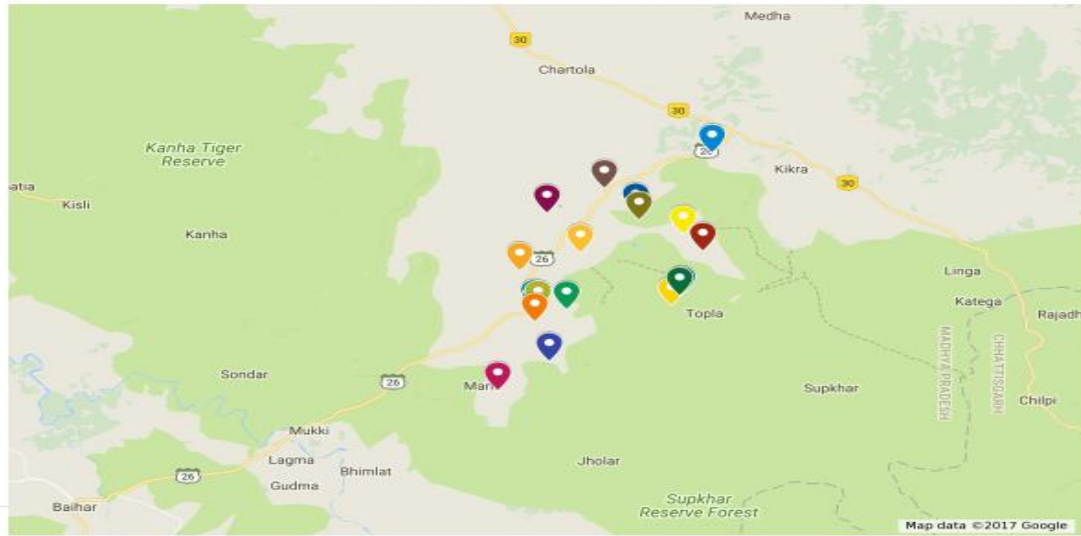 Medha
30
Chartola
30
26
Kanha Tiger
Reserve
Kikra
30
atia
Kisli
Kanha
26
Linga
Katega
Topla
Rajadh
MADHYA PRADESH
CHHATTISGARH
Sondar
26
Supkhar
Chilpi
Mukki
Lagma
Bhimlat
Jholar
26
Gudma
Baihar
Supkhar
Reserve Forest
Map data ©2017 Google